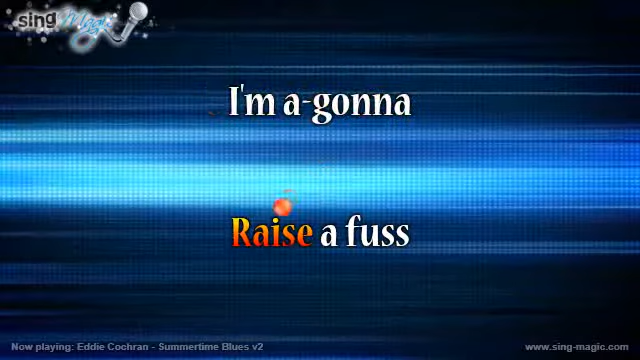 sing Magic
I'm a-gonna
Raise a fuss
Now playing: Eddie Cochran - Summertime Blues v2
www.sing-magic.com